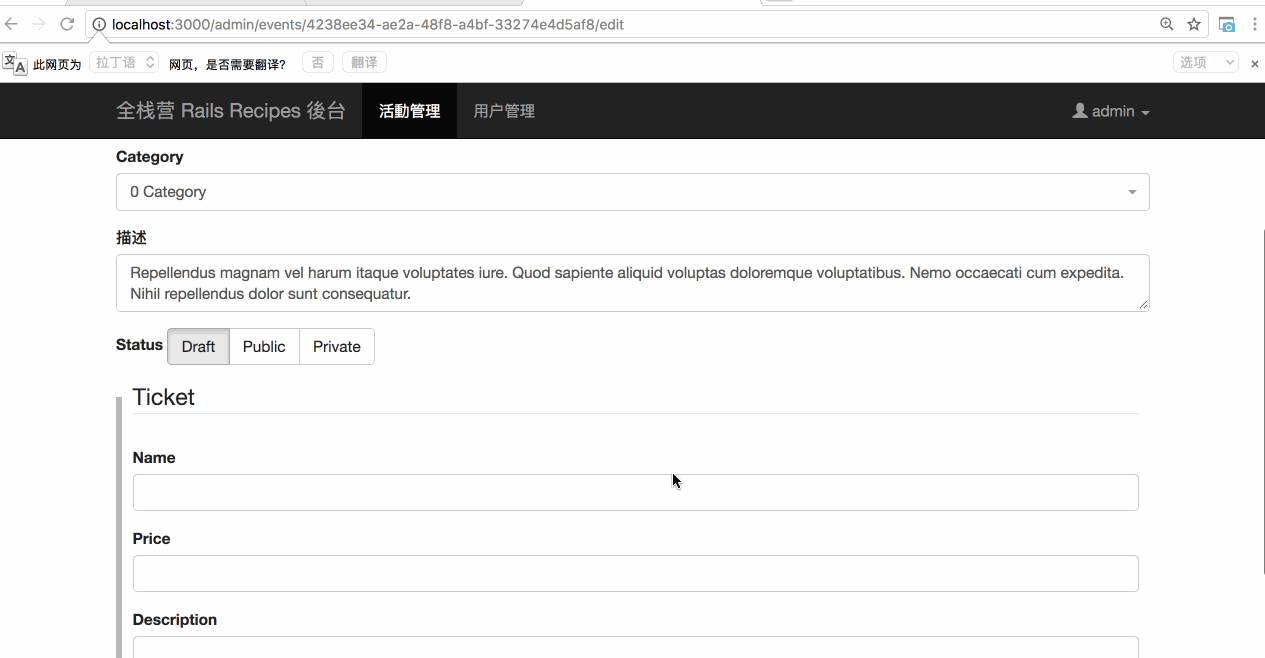 localhost:3000/admin/events/4238ee34-ae2a-48f8-a4bf-33274e4d5af8/edit
文 A 此网页为 拉丁语 网页，是否需要翻译? 否 翻译 选项 ×
全栈营 Rails Recipes 後台 活動管理 用户管理 admin
Category
0 Category
描述
Repellendus magnam vel harum itaque voluptates iure. Quod sapiente aliquid voluptas doloremque voluptatibus. Nemo occaecati cum expedita.
Nihil repellendus dolor sunt consequatur.
Status Draft Public Private
Ticket
Name
Price
Description